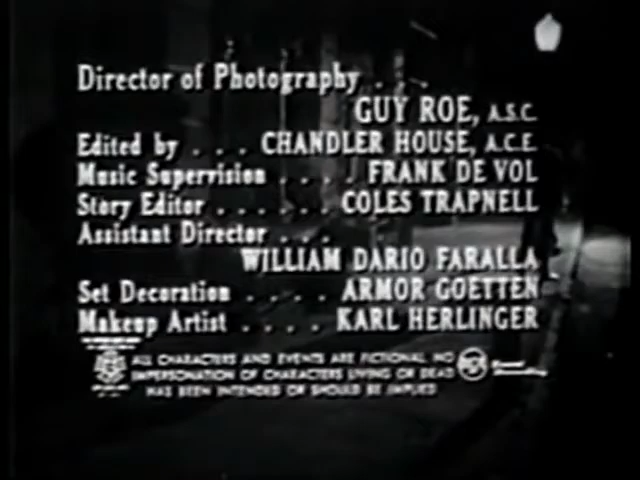 Director of Photography . . .
GUY ROE, A.S.C.
Edited by . . . CHANDLER HOUSE, A.C.E.
Music Supervision . . . . FRANK DE VOL
Story Editor . . . . . . COLES TRAPNELL
Assistant Director . . .
WILLIAM DARIO FARALLA
Set Decoration . . . . ARMOR GOETTEN
Makeup Artist . . . . KARL HERLINGER
ALL CHARACTERS AND EVENTS ARE FICTIONAL. NO
IMPERSONATION OF CHARACTERS LIVING OR DEAD
HAS BEEN INTENDED OR SHOULD BE IMPLIED
RCA